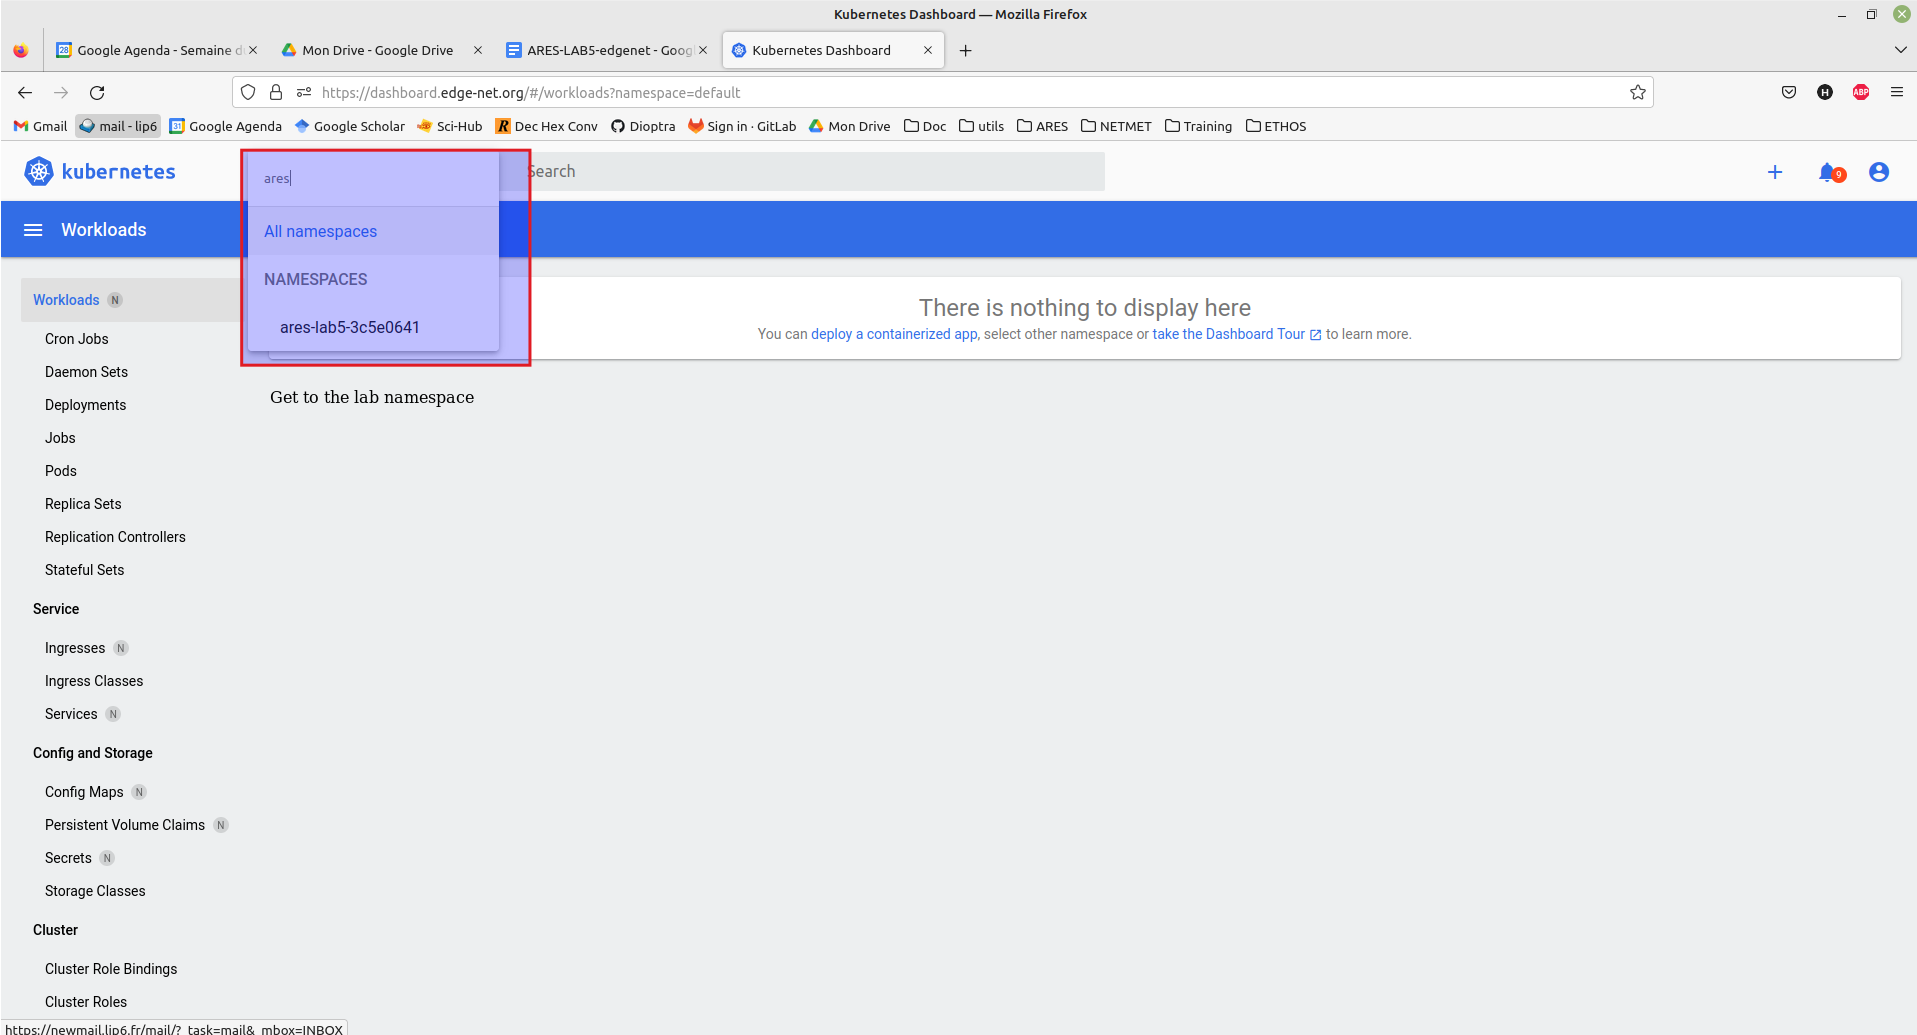 Kubernetes Dashboard — Mozilla Firefox
Google Agenda - Semaine d
Mon Drive - Google Drive
ARES-LAB5-edgenet - Goog
Kubernetes Dashboard
https://dashboard.edge-net.org/#/workloads?namespace=default
H
ABP
Gmail
mail - lip6
Google Agenda
Google Scholar
Sci-Hub
Dec Hex Conv
Dioptra
Sign in · GitLab
Mon Drive
Doc
utils
ARES
NETMET
Training
ETHOS
kubernetes
ares
Search
9
Workloads
All namespaces
NAMESPACES
ares-lab5-3c5e0641
There is nothing to display here
You can deploy a containerized app, select other namespace or take the Dashboard Tour to learn more.
Get to the lab namespace
Workloads N
Cron Jobs
Daemon Sets
Deployments
Jobs
Pods
Replica Sets
Replication Controllers
Stateful Sets
Service
Ingresses N
Ingress Classes
Services N
Config and Storage
Config Maps N
Persistent Volume Claims N
Secrets N
Storage Classes
Cluster
Cluster Role Bindings
Cluster Roles
https://newmail.lip6.fr/mail/?_task=mail&_mbox=INBOX